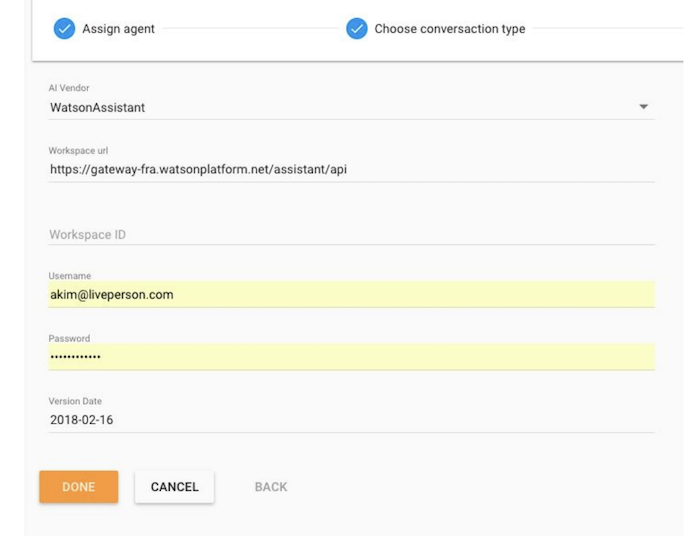 Assign agent
Choose conversaction type
AI Vendor
WatsonAssistant
Workspace url
https://gateway-fra.watsonplatform.net/assistant/api
Workspace ID
Username
akim@liveperson.com
Password
••••••••••••
Version Date
2018-02-16
DONE CANCEL BACK